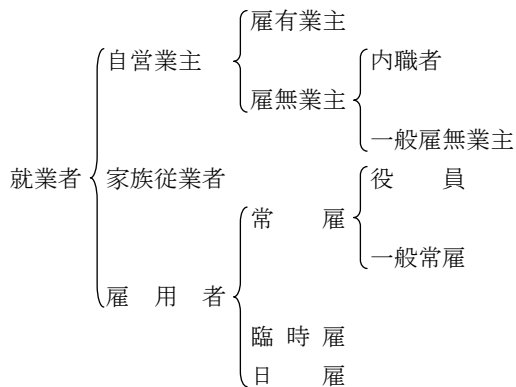 雇有業主
自営業主
内職者
雇無業主
一般雇無業主
就業者
家族従業者
役員
常雇
一般常雇
雇用者
臨時雇
日雇